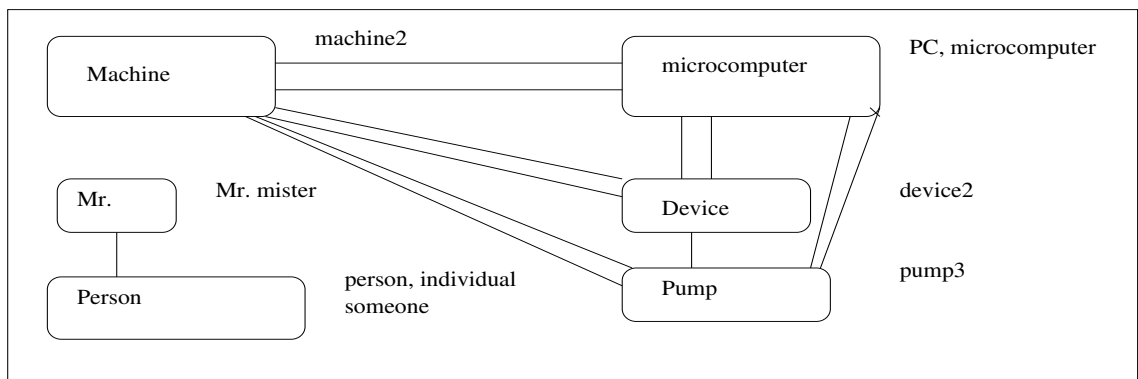 machine2
Machine
microcomputer
PC, microcomputer
Mr.
Mr. mister
Device
device2
Person
person, individual
someone
Pump
pump3